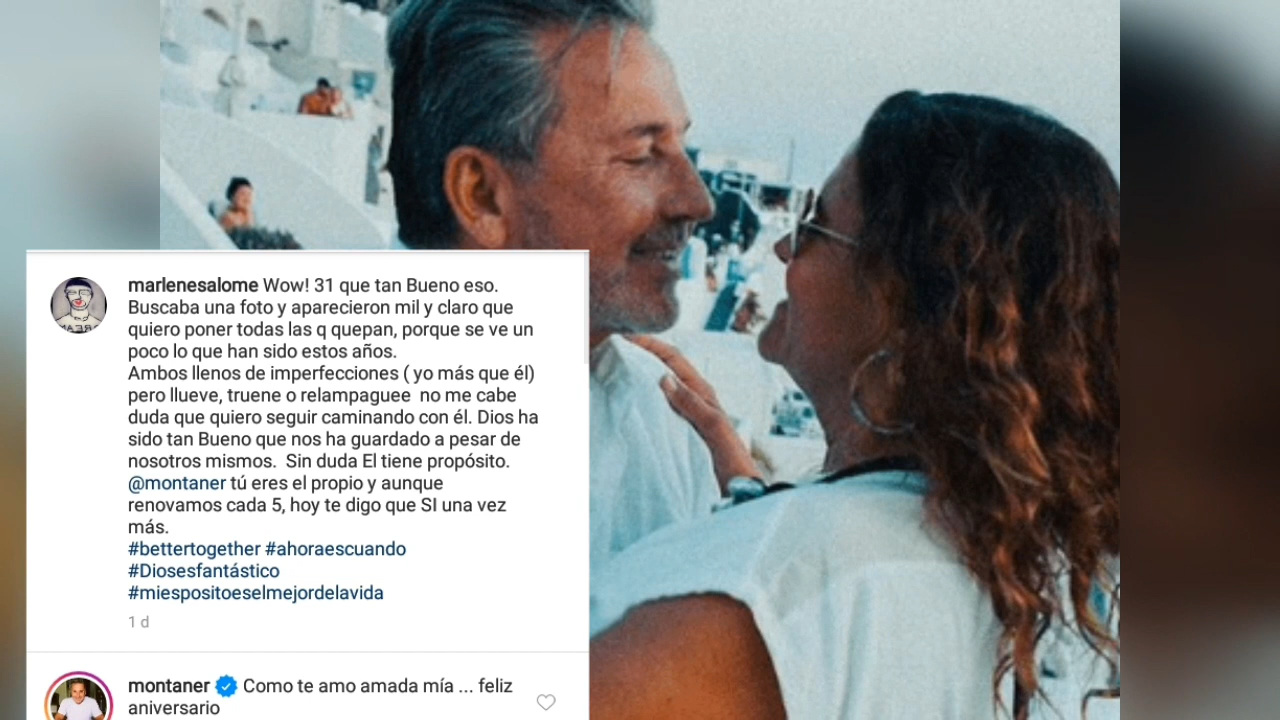 marlenesalome Wow! 31 que tan Bueno eso.
Buscaba una foto y aparecieron mil y claro que
quiero poner todas las q quepan, porque se ve un
poco lo que han sido estos años.
Ambos llenos de imperfecciones ( yo más que él)
pero llueve, truene o relampaguee no me cabe
duda que quiero seguir caminando con él. Dios ha
sido tan Bueno que nos ha guardado a pesar de
nosotros mismos. Sin duda El tiene propósito.
@montaner tú eres el propio y aunque
renovamos cada 5, hoy te digo que SI una vez
más.
#bettertogether #ahoraescuando
#Diosesfantástico
#miespositoeselmejordelavida
1 d
montaner Como te amo amada mía ... feliz
aniversario